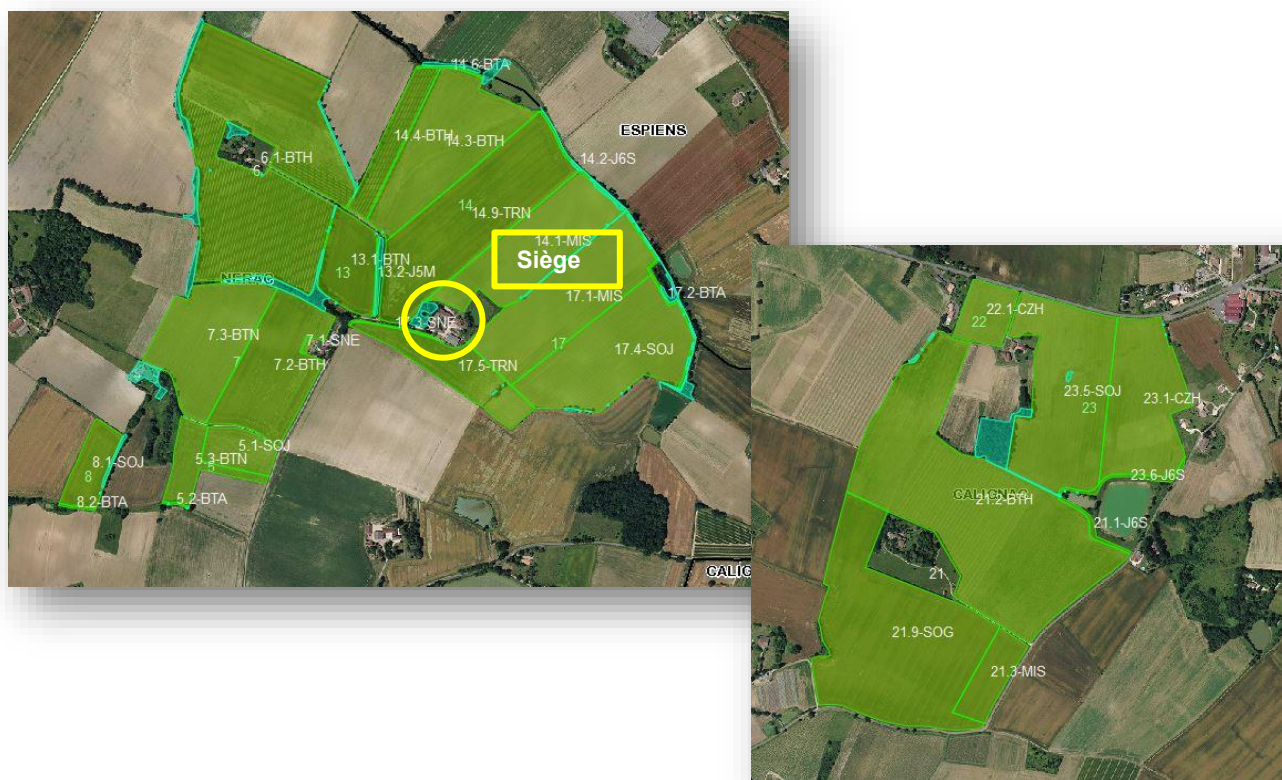 14.6-BTA
ESPIENS
14.4-BTH
14.3-BTH
14.2-J6S
6.1-BTH
6
14
14.9-TRN
14.1-MIS
Siège
13.1-BTN
13
13.2-J5M
NERAC
17.1-MIS
17.2-BTA
17.3-SNE
7.3-BTN
7
7.1-SNE
7.2-BTH
17
17.4-SOJ
17.5-TRN
5.1-SOJ
8.1-SOJ
8
5.3-BTN
5
8.2-BTA
5.2-BTA
CALIG
22.1-CZH
22
23.5-SOJ
23
23.1-CZH
23.6-J6S
CALIGNAC
21.2-BTH
21.1-J6S
21
21.9-SOG
21.3-MIS